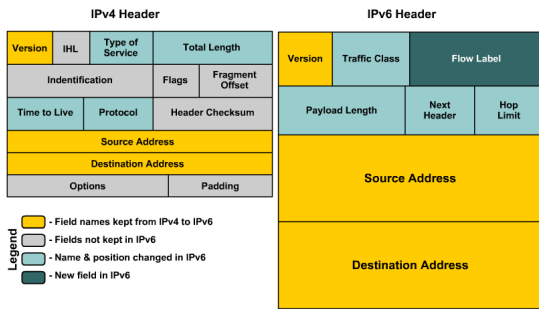 IPv4 Header
Version
IHL
Type of
Service
Total Length
Indentification
Flags
Fragment
Offset
Time to Live
Protocol
Header Checksum
Source Address
Destination Address
Options
Padding
IPv6 Header
Version
Traffic Class
Flow Label
Payload Length
Next
Header
Hop
Limit
Source Address
Destination Address
Legend
- Field names kept from IPv4 to IPv6
- Fields not kept in IPv6
- Name & position changed in IPv6
- New field in IPv6